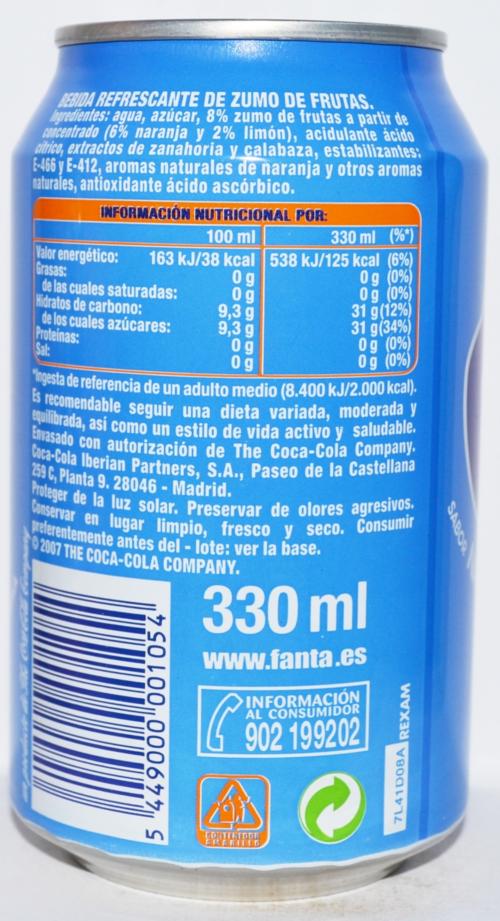 BEBIDA REFRESCANTE DE ZUMO DE FRUTAS.
Ingredientes: agua, azúcar, 8% zumo de frutas a partir de
concentrado (6% naranja y 2% limón), acidulante ácido
cítrico, extractos de zanahoria y calabaza, estabilizantes:
E-466 y E-412, aromas naturales de naranja y otros aromas
naturales, antioxidante ácido ascórbico.
INFORMACIÓN NUTRICIONAL POR:
100 ml 330 ml (%*)
Valor energético: 163 kJ/38 kcal 538 kJ/125 kcal (6%)
Grasas: 0 g 0 g (0%)
de las cuales saturadas: 0 g 0 g (0%)
Hidratos de carbono: 9,3 g 31 g (12%)
de los cuales azúcares: 9,3 g 31 g (34%)
Proteínas: 0 g 0 g (0%)
Sal: 0 g 0 g (0%)
*Ingesta de referencia de un adulto medio (8.400 kJ/2.000 kcal).
Es recomendable seguir una dieta variada, moderada y
equilibrada, así como un estilo de vida activo y saludable.
Envasado con autorización de The Coca-Cola Company.
Coca-Cola Iberian Partners, S.A., Paseo de la Castellana
259 C, Planta 9. 28046 - Madrid.
Proteger de la luz solar. Preservar de olores agresivos.
Conservar en lugar limpio, fresco y seco. Consumir
preferentemente antes del - lote: ver la base.
© 2007 THE COCA-COLA COMPANY.
330 ml
www.fanta.es
INFORMACIÓN
AL CONSUMIDOR
902 199202
5 449000 001054
CONTENEDOR
AMARILLO
7L41D08A REXAM
SABOR